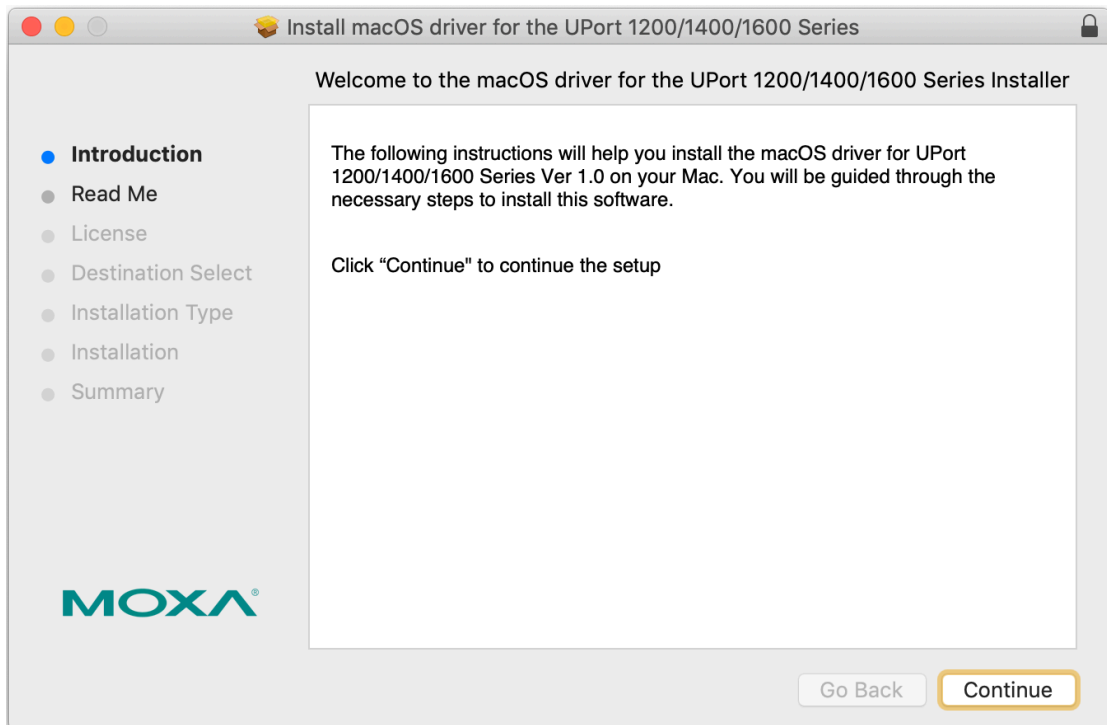 Install macOS driver for the UPort 1200/1400/1600 Series
Welcome to the macOS driver for the UPort 1200/1400/1600 Series Installer
Introduction
Read Me
License
Destination Select
Installation Type
Installation
Summary
The following instructions will help you install the macOS driver for UPort
1200/1400/1600 Series Ver 1.0 on your Mac. You will be guided through the
necessary steps to install this software.
Click “Continue" to continue the setup
MOXA®
Go Back
Continue